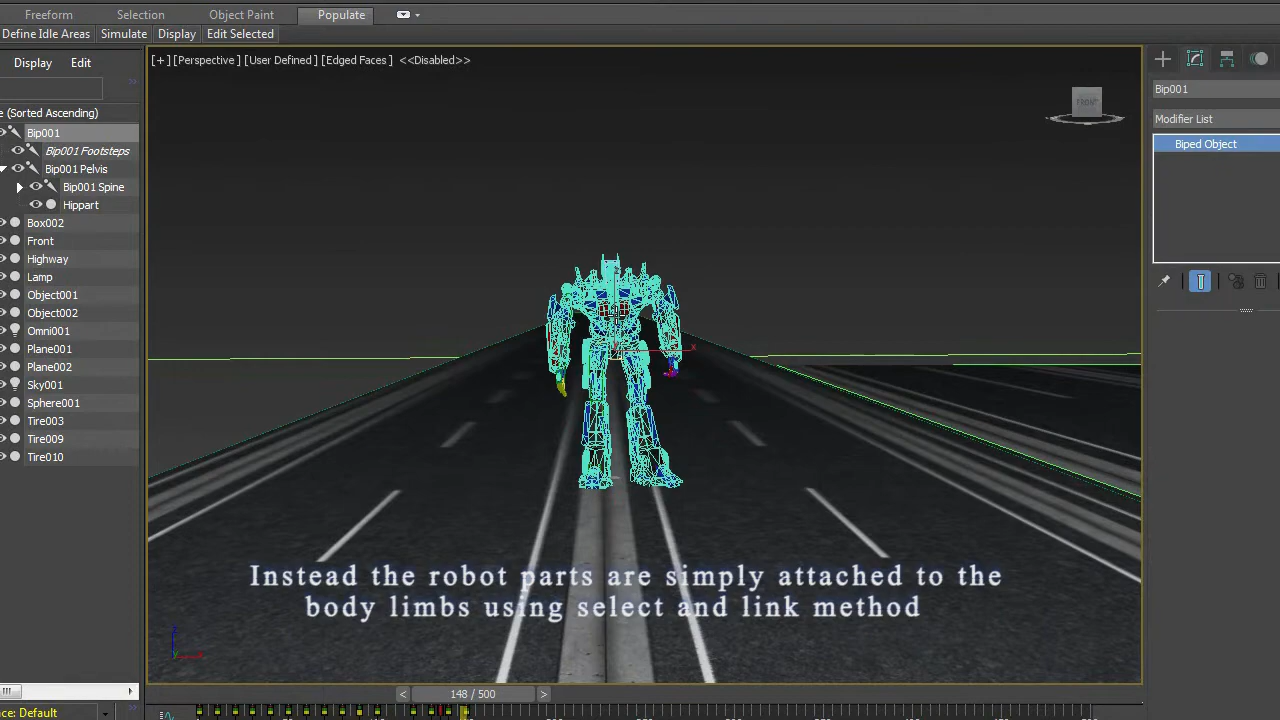 Freeform Selection Object Paint Populate
Define Idle Areas Simulate Display Edit Selected
Display Edit
[+] [Perspective] [User Defined] [Edged Faces] <<Disabled>>
FRONT
Bip001
Modifier List
Biped Object
(Sorted Ascending)
Bip001
Bip001 Footsteps
Bip001 Pelvis
Bip001 Spine
Hippart
Box002
Front
Highway
Lamp
Object001
Object002
Omni001
Plane001
Plane002
Sky001
Sphere001
Tire003
Tire009
Tire010
x
Instead the robot parts are simply attached to the
body limbs using select and link method
z
y x
< 148 / 500 >
Default